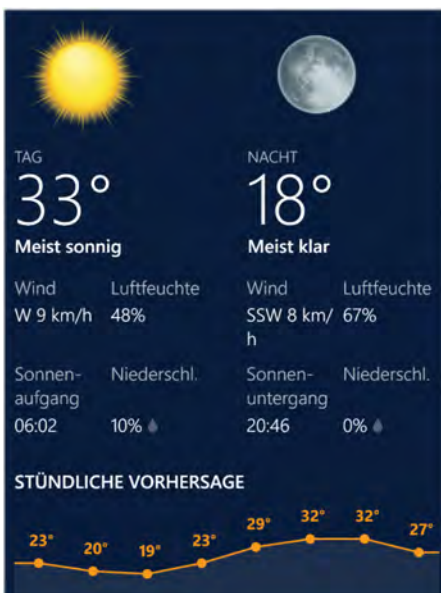 TAG NACHT
33° 18°
Meist sonnig Meist klar
Wind Luftfeuchte Wind Luftfeuchte
W 9 km/h 48% SSW 8 km/ 67%
h
Sonnen- Niederschl. Sonnen- Niederschl.
aufgang untergang
06:02 10% 20:46 0%
STÜNDLICHE VORHERSAGE
23° 20° 19° 23° 29° 32° 32° 27°